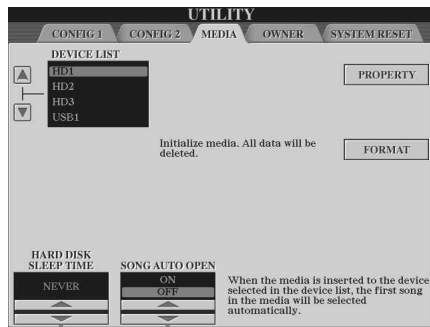 UTILITY
CONFIG 1 CONFIG 2 MEDIA OWNER SYSTEM RESET
DEVICE LIST
HD1
HD2
HD3
USB1
PROPERTY
Initialize media. All data will be
deleted.
FORMAT
HARD DISK
SLEEP TIME
NEVER
SONG AUTO OPEN
ON
OFF
When the media is inserted to the device
selected in the device list, the first song
in the media will be selected
automatically.